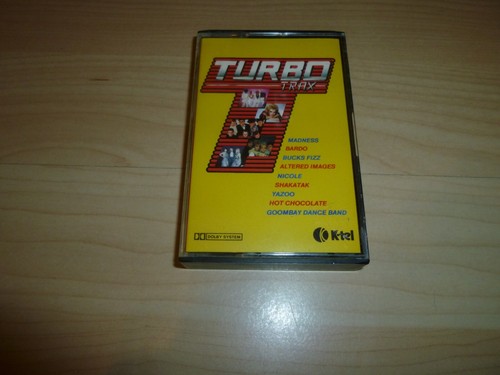 TURBO
TRAX
MADNESS
BARDO
BUCKS FIZZ
ALTERED IMAGES
NICOLE
SHAKATAK
YAZOO
HOT CHOCOLATE
GOOMBAY DANCE BAND
DOLBY SYSTEM
K-tel